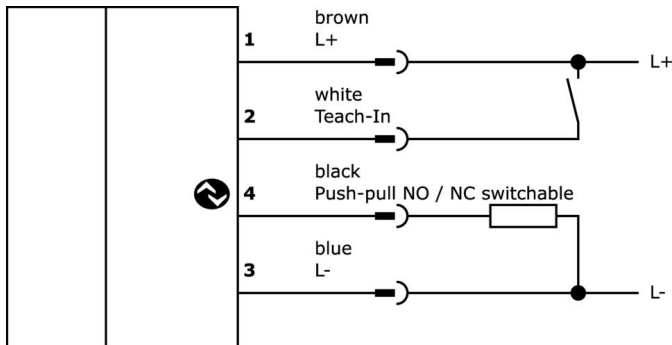 brown
1 L+
L+
white
2 Teach-In
black
4 Push-pull NO / NC switchable
blue
3 L-
L-